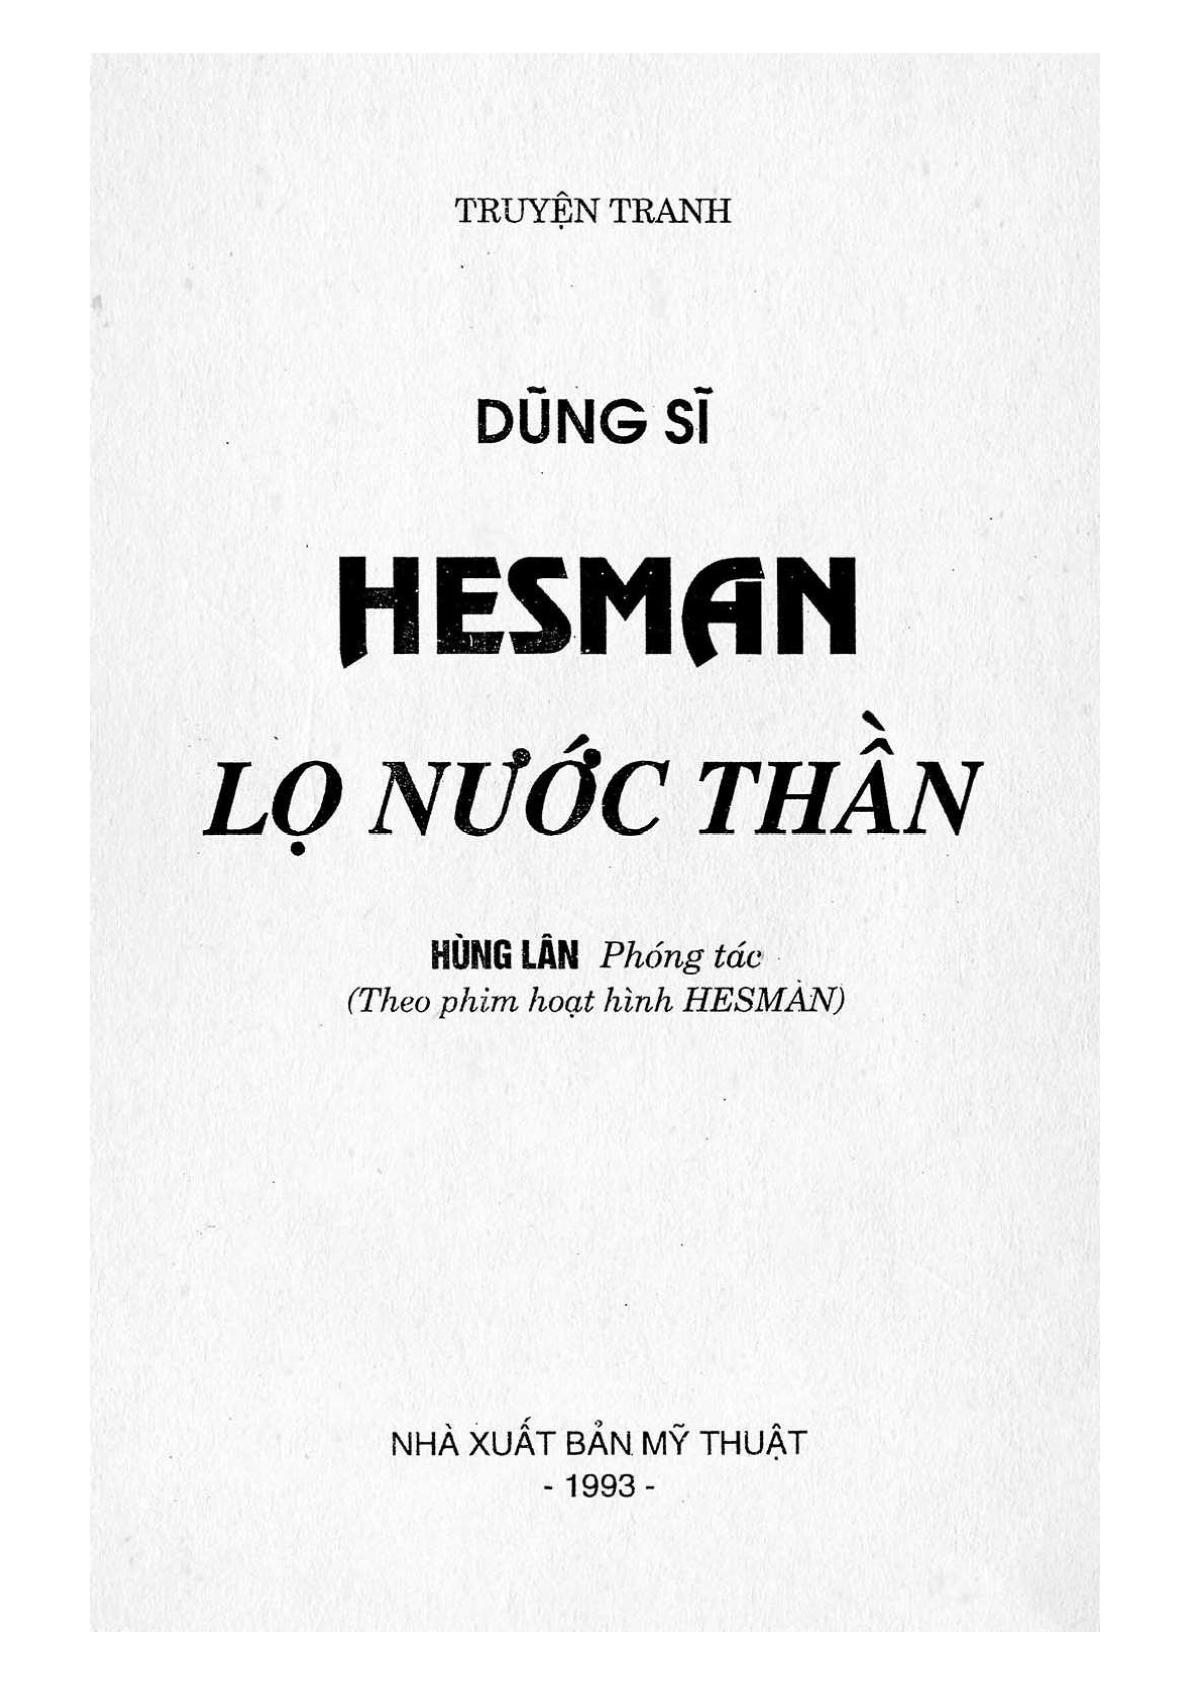 TRUYỆN TRANH
DŨNG SĨ
HESMAN
LỌ NƯỚC THẦN
HÙNG LÂN Phóng tác
(Theo phim hoạt hình HESMAN)
NHÀ XUẤT BẢN MỸ THUẬT
- 1993 -